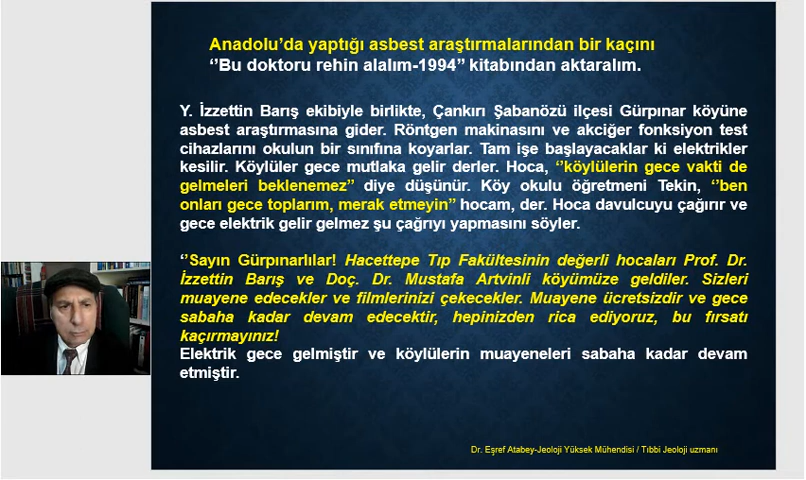 Anadolu’da yaptığı asbest araştırmalarından bir kaçını
‘’Bu doktoru rehin alalım-1994’’ kitabından aktaralım.
Y. İzzettin Barış ekibiyle birlikte, Çankırı Şabanözü ilçesi Gürpınar köyüne
asbest araştırmasına gider. Röntgen makinasını ve akciğer fonksiyon test
cihazlarını okulun bir sınıfına koyarlar. Tam işe başlayacaklar ki elektrikler
kesilir. Köylüler gece mutlaka gelir derler. Hoca, ‘’köylülerin gece vakti de
gelmeleri beklenemez’’ diye düşünür. Köy okulu öğretmeni Tekin, ‘’ben
onları gece toplarım, merak etmeyin’’ hocam, der. Hoca davulcuyu çağırır ve
gece elektrik gelir gelmez şu çağrıyı yapmasını söyler.
‘’Sayın Gürpınarlılar! Hacettepe Tıp Fakültesinin değerli hocaları Prof. Dr.
İzzettin Barış ve Doç. Dr. Mustafa Artvinli köyümüze geldiler. Sizleri
muayene edecekler ve filmlerinizi çekecekler. Muayene ücretsizdir ve gece
sabaha kadar devam edecektir, hepinizden rica ediyoruz, bu fırsatı
kaçırmayınız!
Elektrik gece gelmiştir ve köylülerin muayeneleri sabaha kadar devam
etmiştir.
Dr. Eşref Atabey-Jeoloji Yüksek Mühendisi / Tıbbi Jeoloji uzmanı